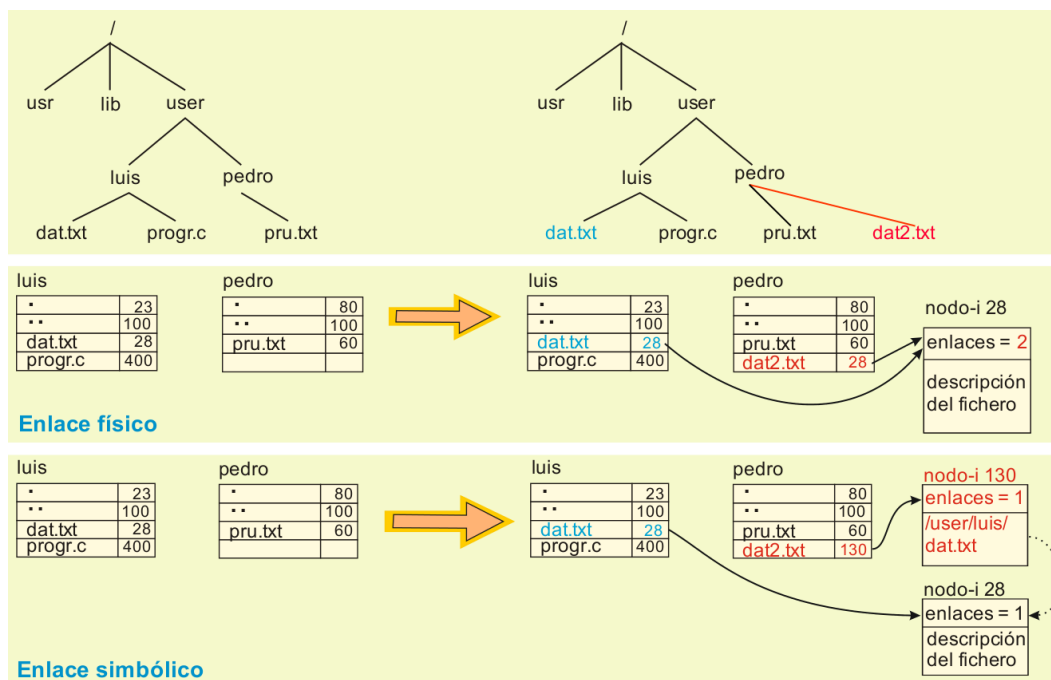 /
usr lib user
luis pedro
dat.txt progr.c pru.txt
/
usr lib user
luis pedro
dat.txt progr.c pru.txt dat2.txt
luis
. 23
.. 100
dat.txt 28
progr.c 400
pedro
. 80
.. 100
pru.txt 60
luis
. 23
.. 100
dat.txt 28
progr.c 400
pedro
. 80
.. 100
pru.txt 60
dat2.txt 28
nodo-i 28
enlaces = 2
descripción
del fichero
Enlace físico
luis
. 23
.. 100
dat.txt 28
progr.c 400
pedro
. 80
.. 100
pru.txt 60
luis
. 23
.. 100
dat.txt 28
progr.c 400
pedro
. 80
.. 100
pru.txt 60
dat2.txt 130
nodo-i 130
enlaces = 1
/user/luis/
dat.txt
nodo-i 28
enlaces = 1
descripción
del fichero
Enlace simbólico